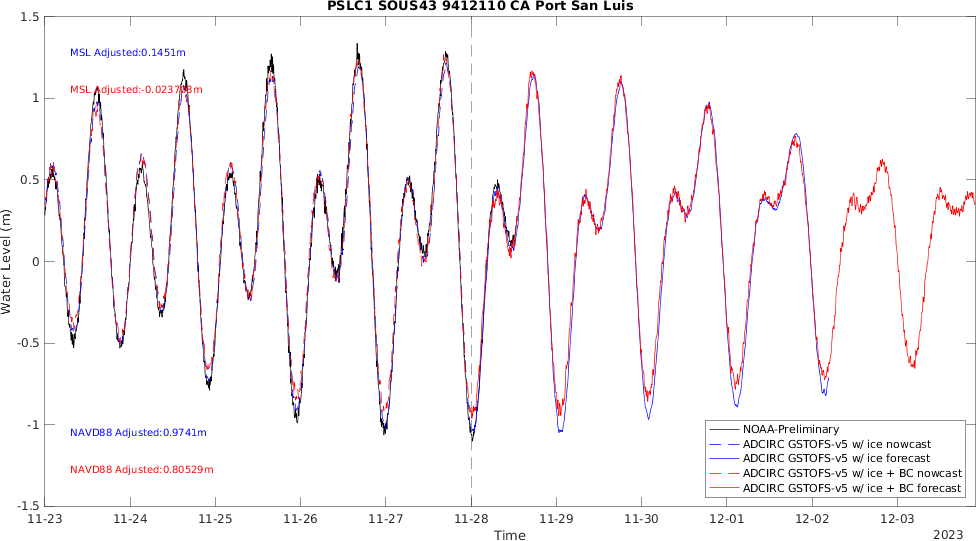 PSLC1 SOUS43 9412110 CA Port San Luis
1.5
1
0.5
0
-0.5
-1
-1.5
Water Level (m)
MSL Adjusted:0.1451m
NAVD88 Adjusted:0.9741m
NAVD88 Adjusted:0.80529m
NOAA-Preliminary
ADCIRC GSTOFS-v5 w/ ice nowcast
ADCIRC GSTOFS-v5 w/ ice forecast
ADCIRC GSTOFS-v5 w/ ice + BC nowcast
ADCIRC GSTOFS-v5 w/ ice + BC forecast
11-23 11-24 11-25 11-26 11-27 11-28 11-29 11-30 12-01 12-02 12-03
Time
2023